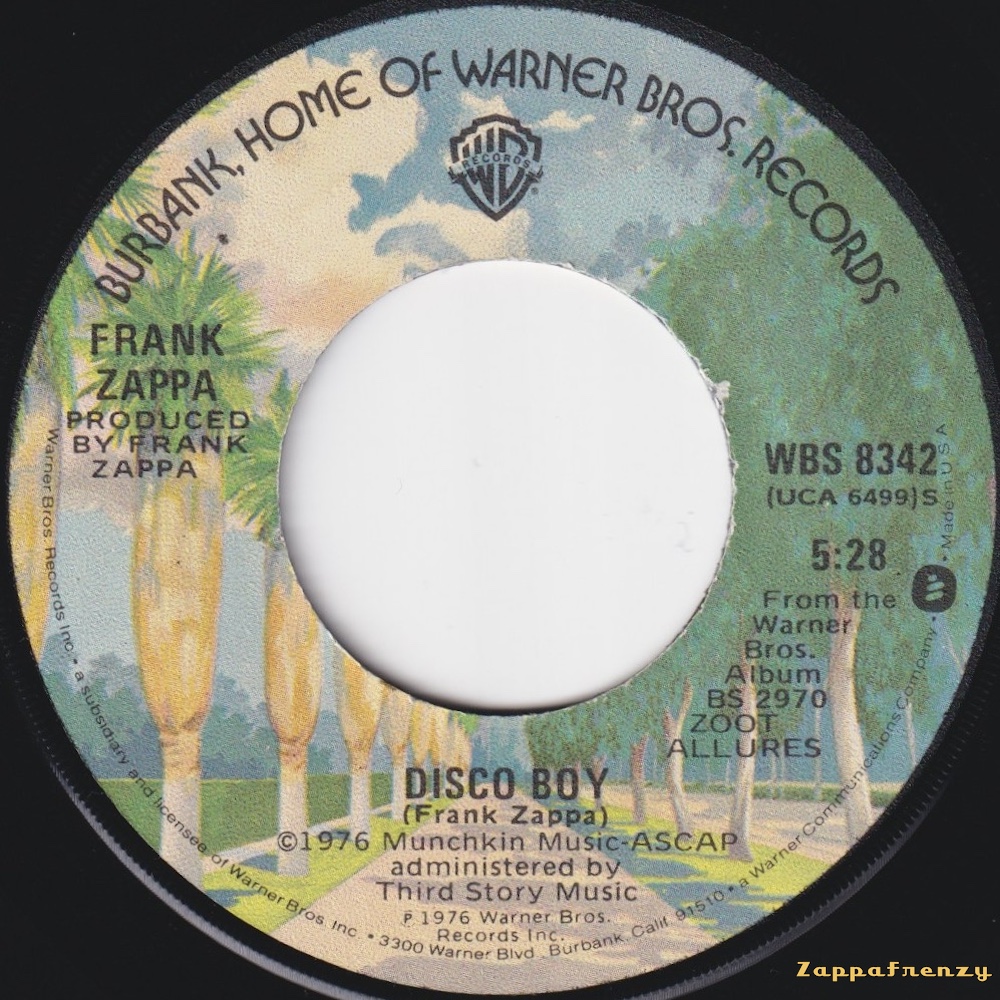 BURBANK, HOME OF WARNER BROS. RECORDS
RECORDS
WB
®
FRANK
ZAPPA
PRODUCED
BY FRANK
ZAPPA
WBS 8342
(UCA 6499)S
5:28
From the
Warner
Bros.
Album
BS 2970
ZOOT
ALLURES
DISCO BOY
(Frank Zappa)
©1976 Munchkin Music-ASCAP
administered by
Third Story Music
℗ 1976 Warner Bros.
Records Inc.
Warner Bros. Records Inc. • a subsidiary and licensee of Warner Bros. Inc. • 3300 Warner Blvd., Burbank, Calif. 91510 • a Warner Communications Company • Made in U.S.A.
ZappaFrenzy